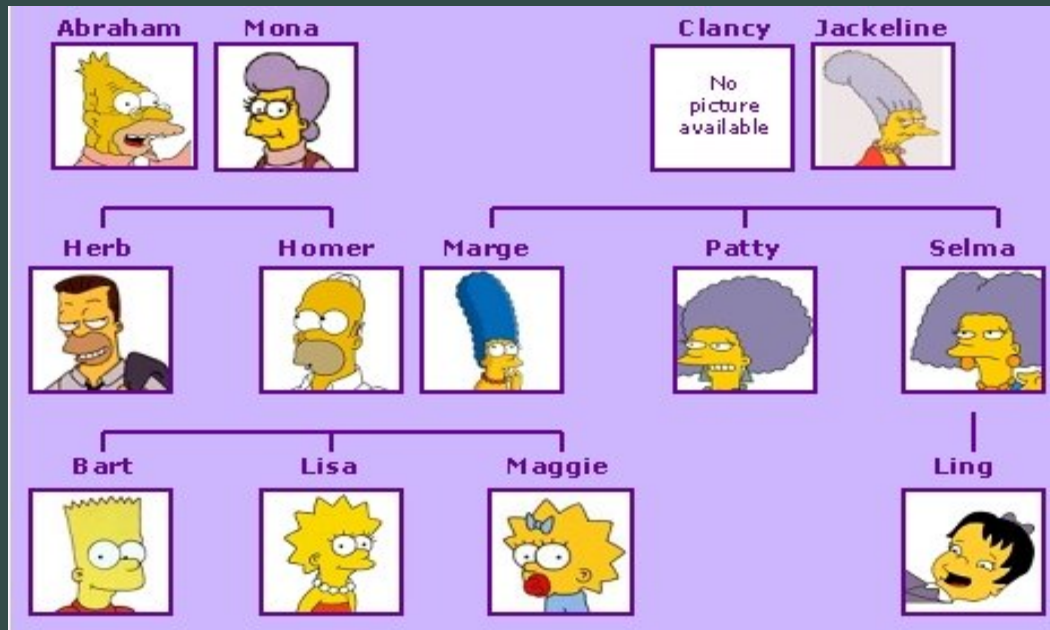 Abraham Mona Clancy Jackeline
No
picture
available
Herb Homer Marge Patty Selma
Bart Lisa Maggie Ling